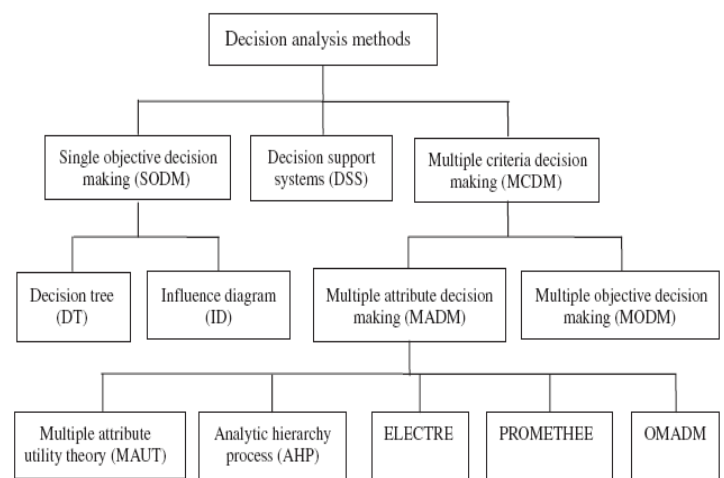 Decision analysis methods
Single objective decision
making (SODM)
Decision support
systems (DSS)
Multiple criteria decision
making (MCDM)
Decision tree
(DT)
Influence diagram
(ID)
Multiple attribute decision
making (MADM)
Multiple objective decision
making (MODM)
Multiple attribute
utility theory (MAUT)
Analytic hierarchy
process (AHP)
ELECTRE
PROMETHEE
OMADM